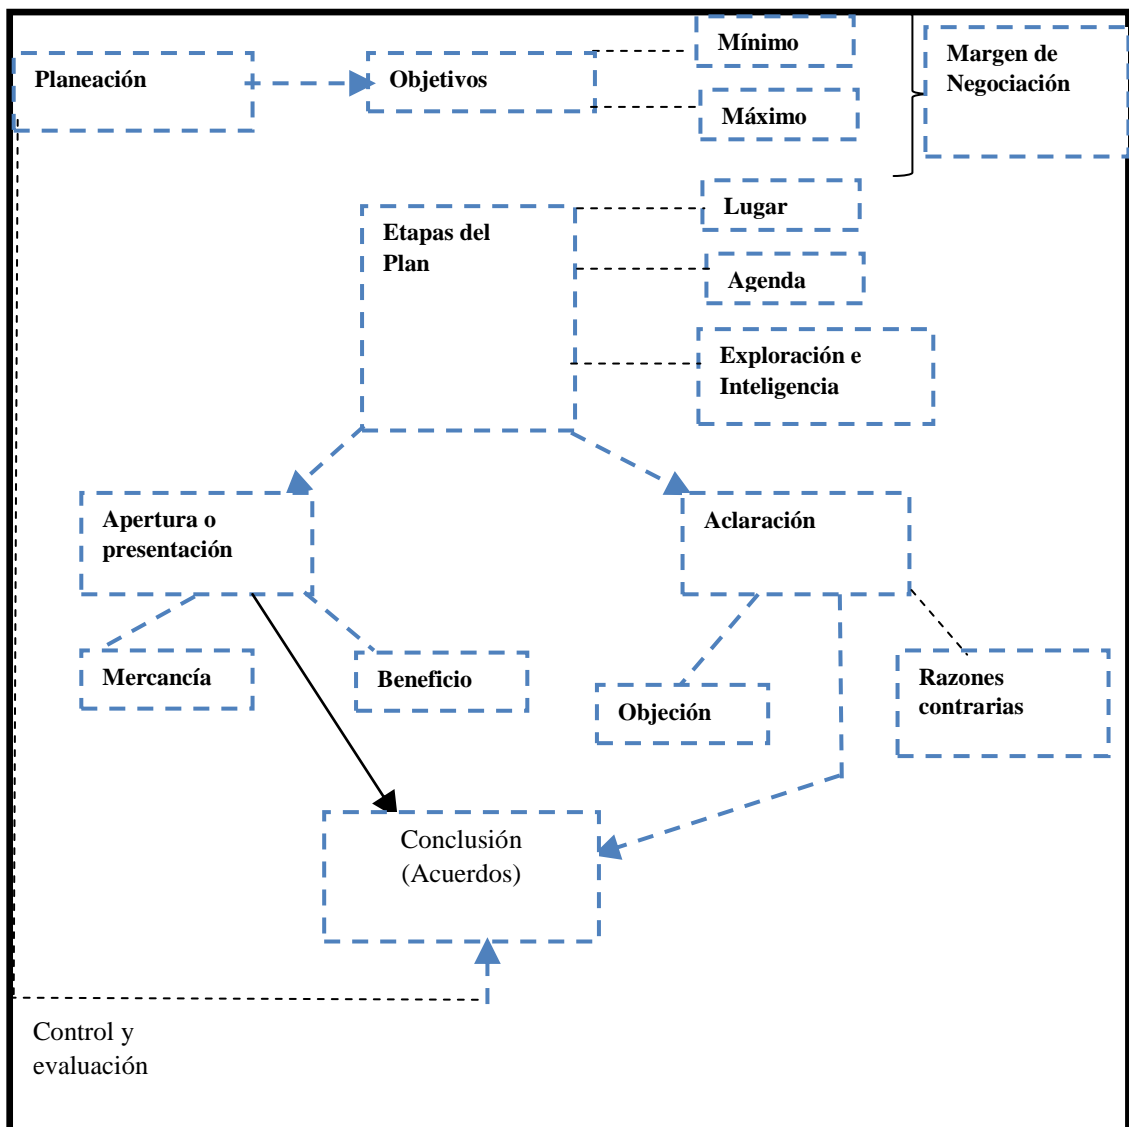 Planeación
Objetivos
Mínimo
Máximo
Margen de
Negociación
Etapas del
Plan
Lugar
Agenda
Exploración e
Inteligencia
Apertura o
presentación
Aclaración
Mercancía
Beneficio
Objeción
Razones
contrarias
Conclusión
(Acuerdos)
Control y
evaluación